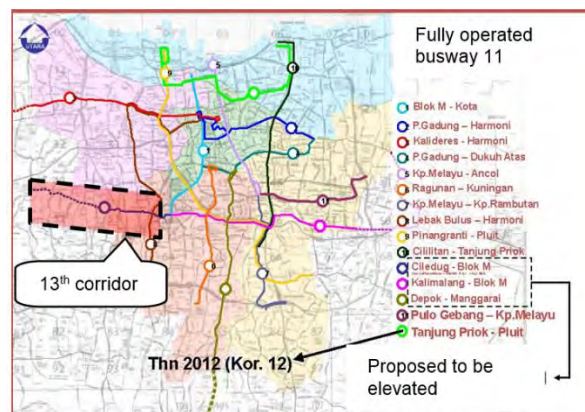 UTARA
Fully operated
busway 11
Blok M - Kota
P.Gadung – Harmoni
Kalideres - Harmoni
P.Gadung – Dukuh Atas
Kp.Melayu - Ancol
Ragunan - Kuningan
Kp.Melayu – Kp.Rambutan
Lebak Bulus – Harmoni
Pinangranti – Pluit
Cililitan - Tanjung Priok
Ciledug - Blok M
Kalimalang - Blok M
Depok - Manggarai
Pulo Gebang – Kp.Melayu
Tanjung Priok - Pluit
13th corridor
Thn 2012 (Kor. 12)
Proposed to be
elevated